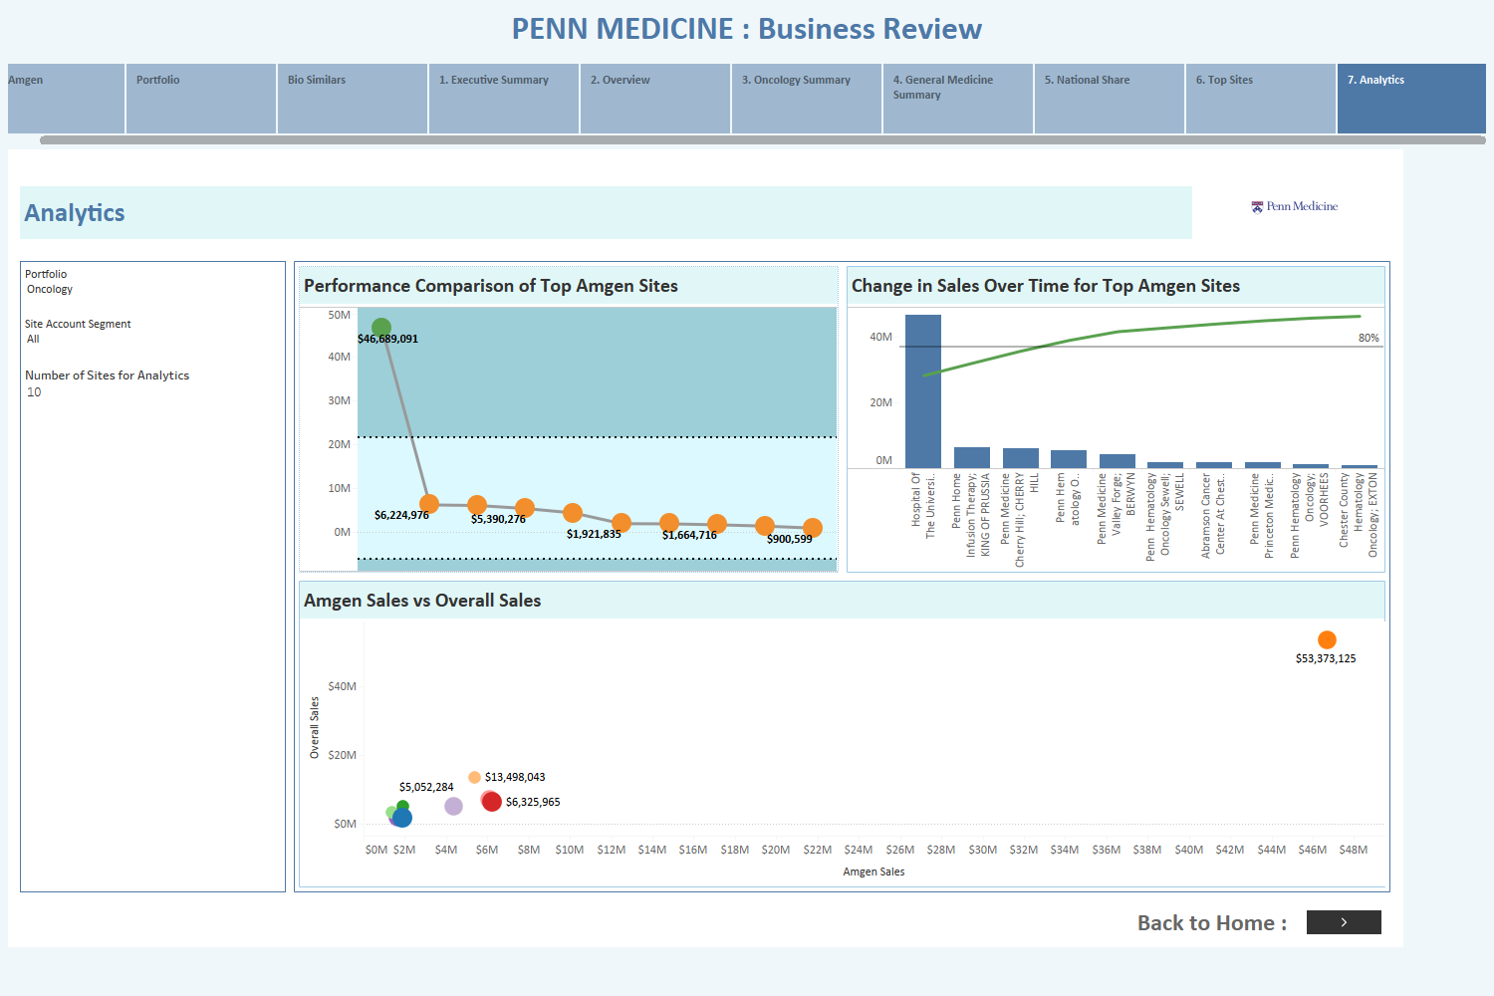 PENN MEDICINE : Business Review
Amgen
Portfolio
Bio Similars
1. Executive Summary
2. Overview
3. Oncology Summary
4. General Medicine
Summary
5. National Share
6. Top Sites
7. Analytics
Analytics
Penn Medicine
Portfolio
Oncology
Site Account Segment
All
Number of Sites for Analytics
10
Performance Comparison of Top Amgen Sites
50M
40M
30M
20M
10M
0M
$46,689,091
$6,224,976
$5,390,276
$1,921,835
$1,664,716
$900,599
Change in Sales Over Time for Top Amgen Sites
40M
20M
0M
80%
Hospital Of
The Universi..
Penn Home
Infusion Therapy;
KING OF PRUSSIA
Penn Medicine
Cherry Hill; CHERRY
HILL
Penn Hem
atology O..
Penn Medicine
Valley Forge;
BERWYN
Penn Hematology
Oncology Sewell;
SEWELL
Abramson Cancer
Center At Chest..
Penn Medicine
Princeton Medic..
Penn Hematology
Oncology;
VOORHEES
Chester County
Hematology
Oncology; EXTON
Amgen Sales vs Overall Sales
Overall Sales
$40M
$20M
$0M
$53,373,125
$13,498,043
$5,052,284
$6,325,965
$0M $2M $4M $6M $8M $10M $12M $14M $16M $18M $20M $22M $24M $26M $28M $30M $32M $34M $36M $38M $40M $42M $44M $46M $48M
Amgen Sales
Back to Home :